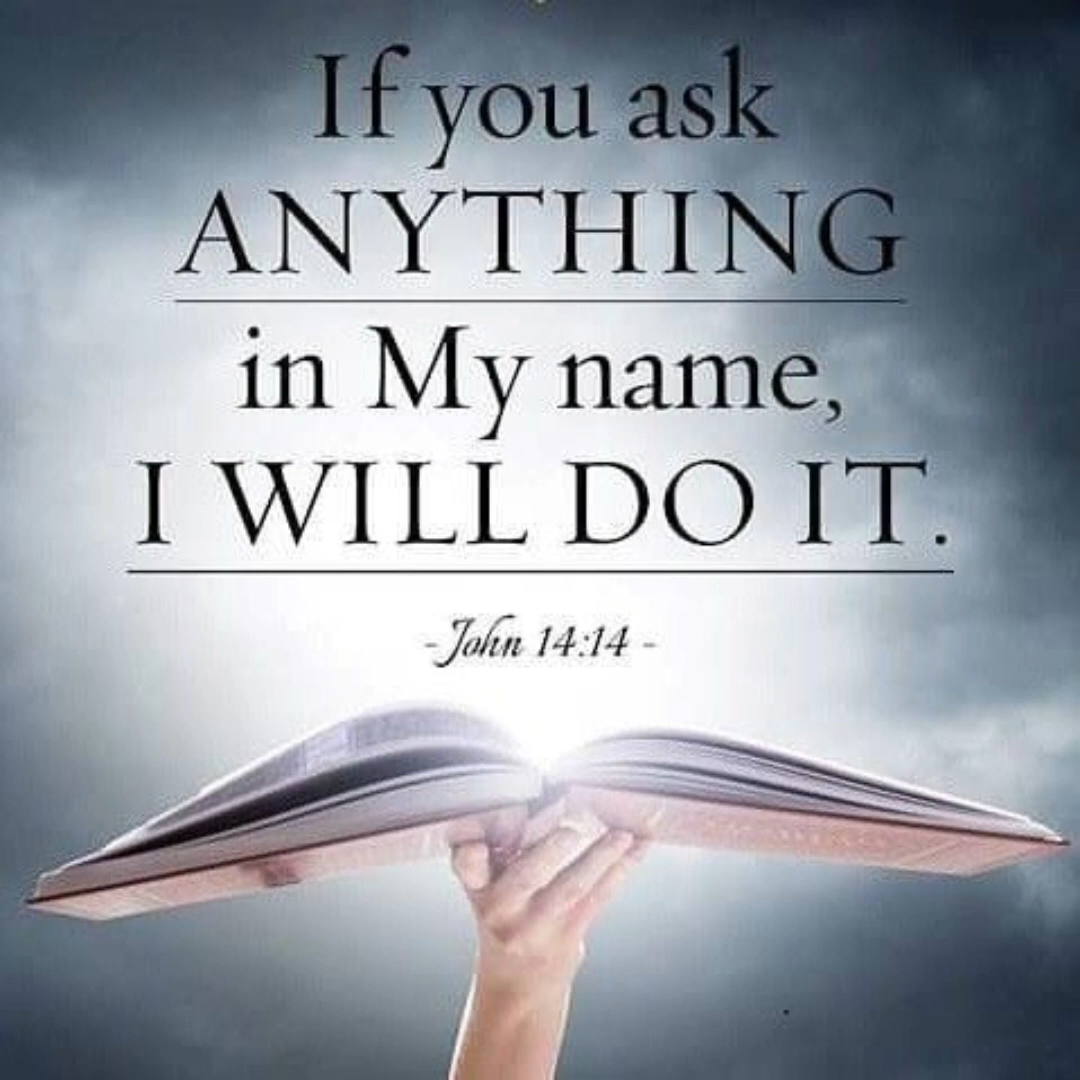 If you ask
ANYTHING
in My name,
I WILL DO IT.
- John 14:14 -